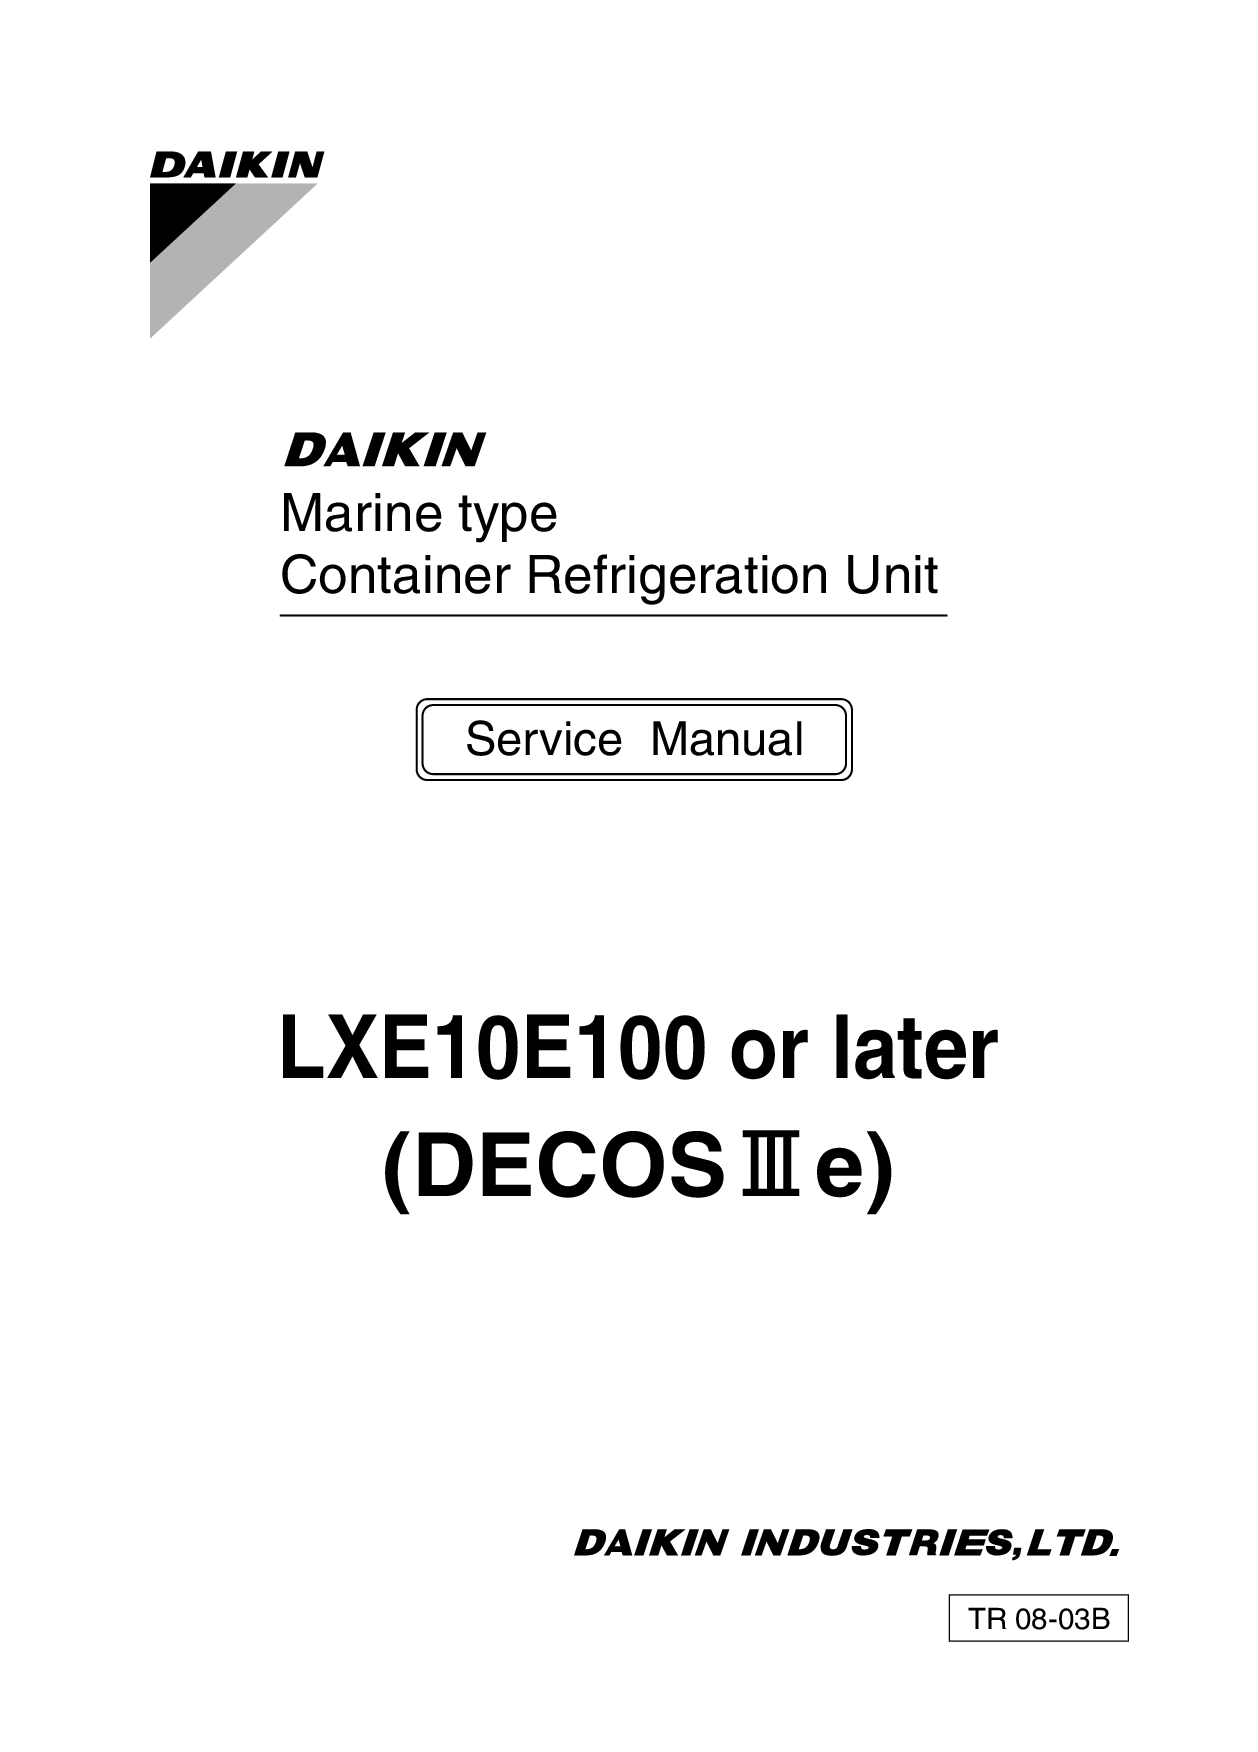 DAIKIN
DAIKIN
Marine type
Container Refrigeration Unit
Service Manual
LXE10E100 or later
(DECOSⅢe)
DAIKIN INDUSTRIES,LTD.
TR 08-03B